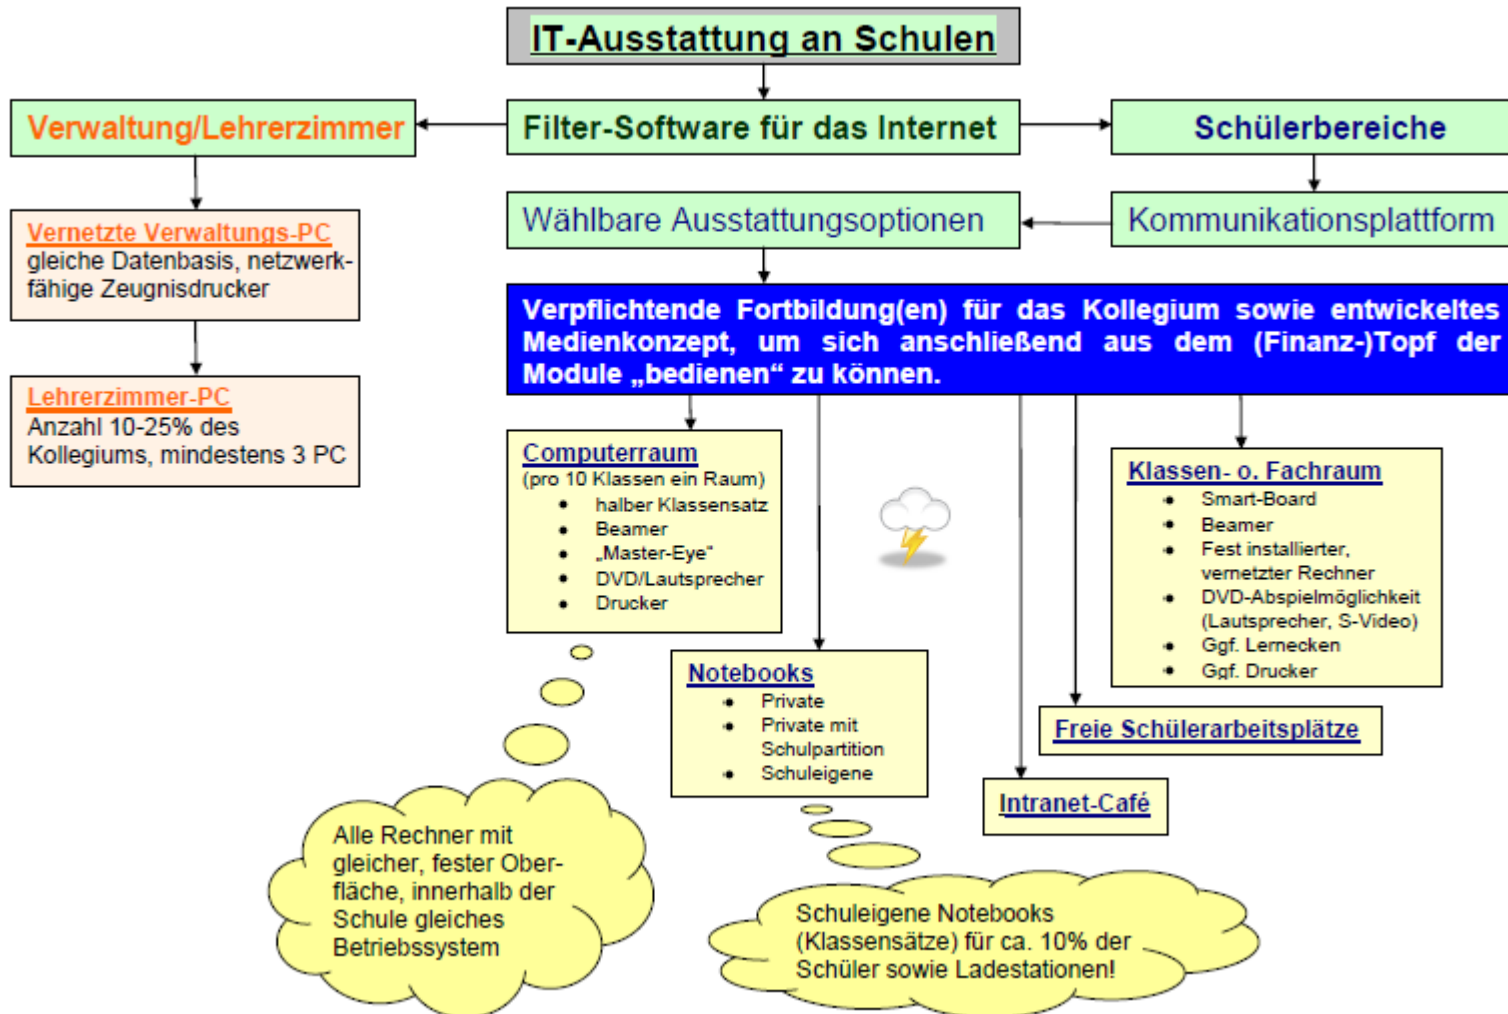 IT-Ausstattung an Schulen
Verwaltung/Lehrerzimmer
Filter-Software für das Internet
Schülerbereiche
Wählbare Ausstattungsoptionen
Kommunikationsplattform
Vernetzte Verwaltungs-PC
gleiche Datenbasis, netzwerk-
fähige Zeugnisdrucker
Lehrerzimmer-PC
Anzahl 10-25% des
Kollegiums, mindestens 3 PC
Verpflichtende Fortbildung(en) für das Kollegium sowie entwickeltes
Medienkonzept, um sich anschließend aus dem (Finanz-)Topf der
Module „bedienen“ zu können.
Computerraum
(pro 10 Klassen ein Raum)
• halber Klassensatz
• Beamer
• „Master-Eye“
• DVD/Lautsprecher
• Drucker
Klassen- o. Fachraum
• Smart-Board
• Beamer
• Fest installierter,
vernetzter Rechner
• DVD-Abspielmöglichkeit
(Lautsprecher, S-Video)
• Ggf. Lernecken
• Ggf. Drucker
Notebooks
• Private
• Private mit
Schulpartition
• Schuleigene
Freie Schülerarbeitsplätze
Intranet-Café
Alle Rechner mit
gleicher, fester Ober-
fläche, innerhalb der
Schule gleiches
Betriebssystem
Schuleigene Notebooks
(Klassensätze) für ca. 10% der
Schüler sowie Ladestationen!